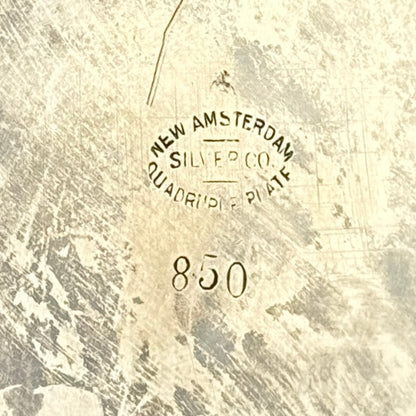 NEW AMSTERDAM
SILVER CO.
QUADRUPLE PLATE
850